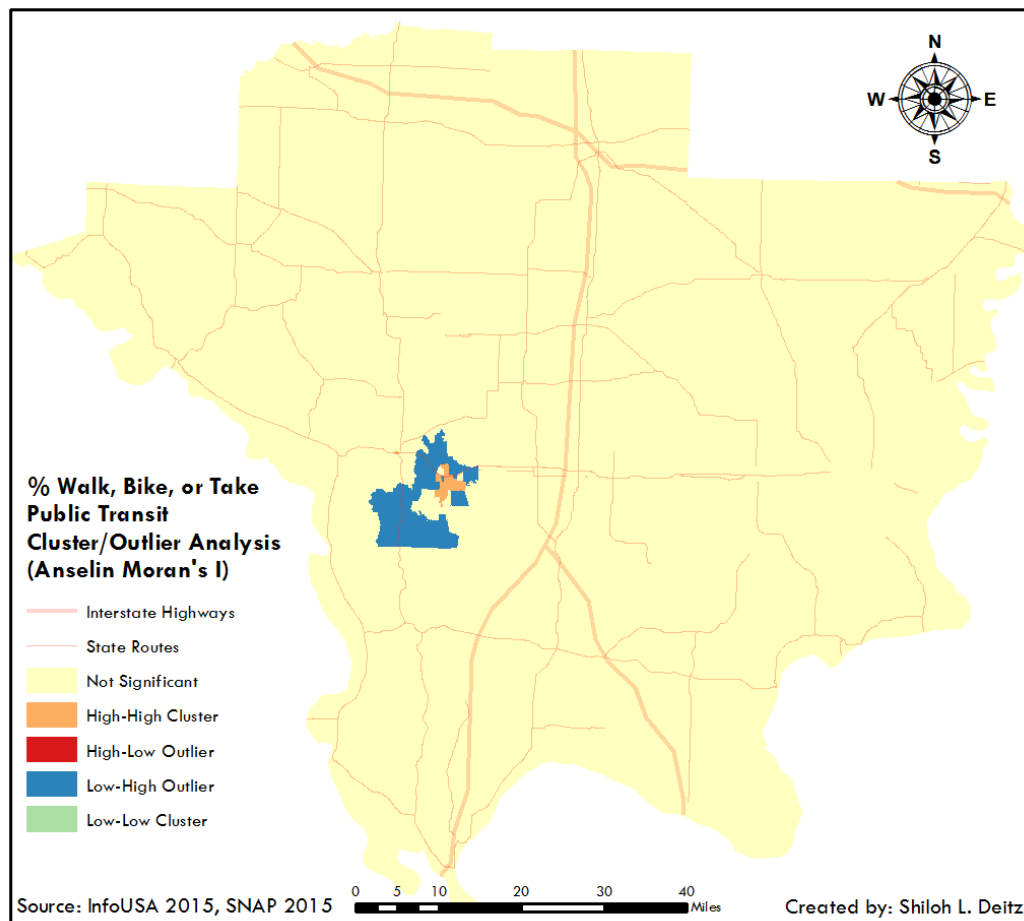 N
W E
S
% Walk, Bike, or Take
Public Transit
Cluster/Outlier Analysis
(Anselin Moran's I)
Interstate Highways
State Routes
Not Significant
High-High Cluster
High-Low Outlier
Low-High Outlier
Low-Low Cluster
0 5 10 20 30 40
Miles
Source: InfoUSA 2015, SNAP 2015
Created by: Shiloh L. Deitz